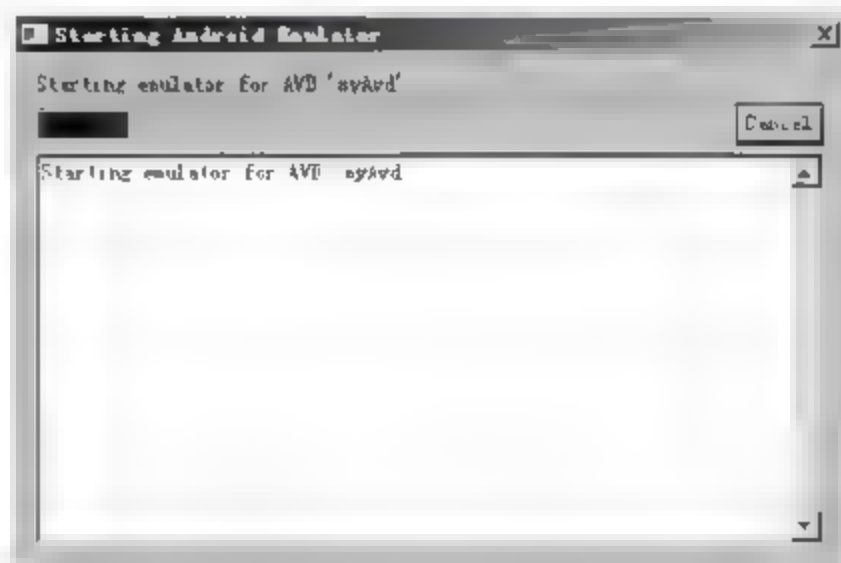 Starting Android Emulator
Starting emulator for AVD 'myAvd'
Cancel
Starting emulator for AVD myAvd